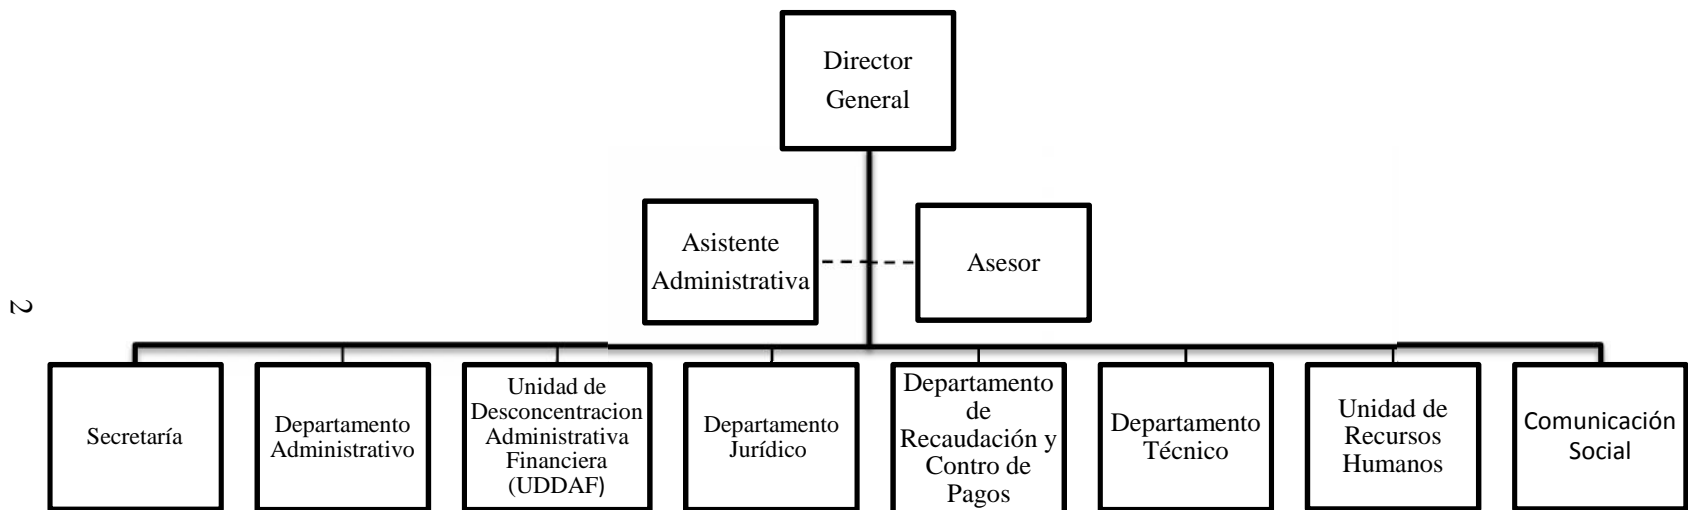 Director
General
Asistente
Administrativa
Asesor
2
Secretaría
Departamento
Administrativo
Unidad de
Desconcentracion
Administrativa
Financiera
(UDDAF)
Departamento
Jurídico
Departamento
de
Recaudación y
Contro de
Pagos
Departamento
Técnico
Unidad de
Recursos
Humanos
Comunicación
Social